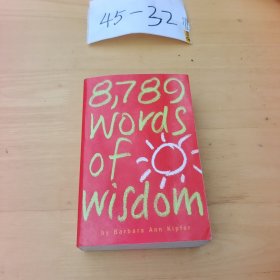 45-32
8,789
words
of
wisdom
by Barbara Ann Kipfer